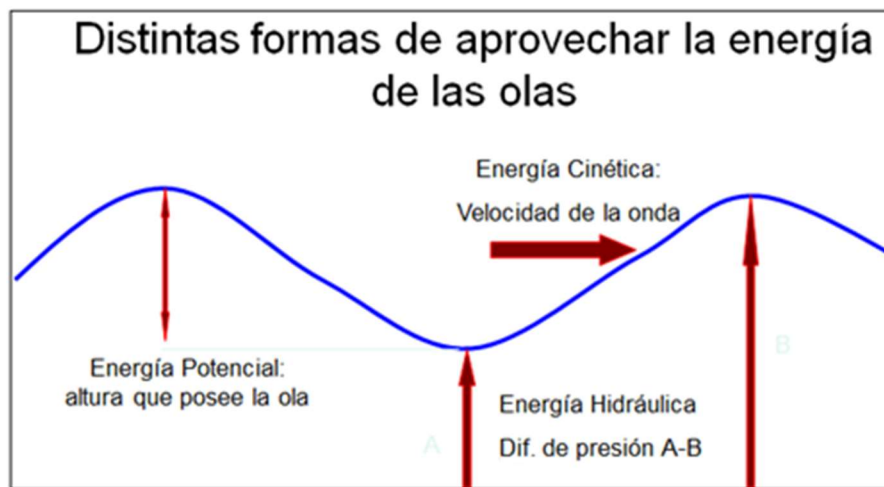 Distintas formas de aprovechar la energía
de las olas
Energía Cinética:
Velocidad de la onda
Energía Potencial:
altura que posee la ola
B
Energía Hidráulica
A
Dif. de presión A-B